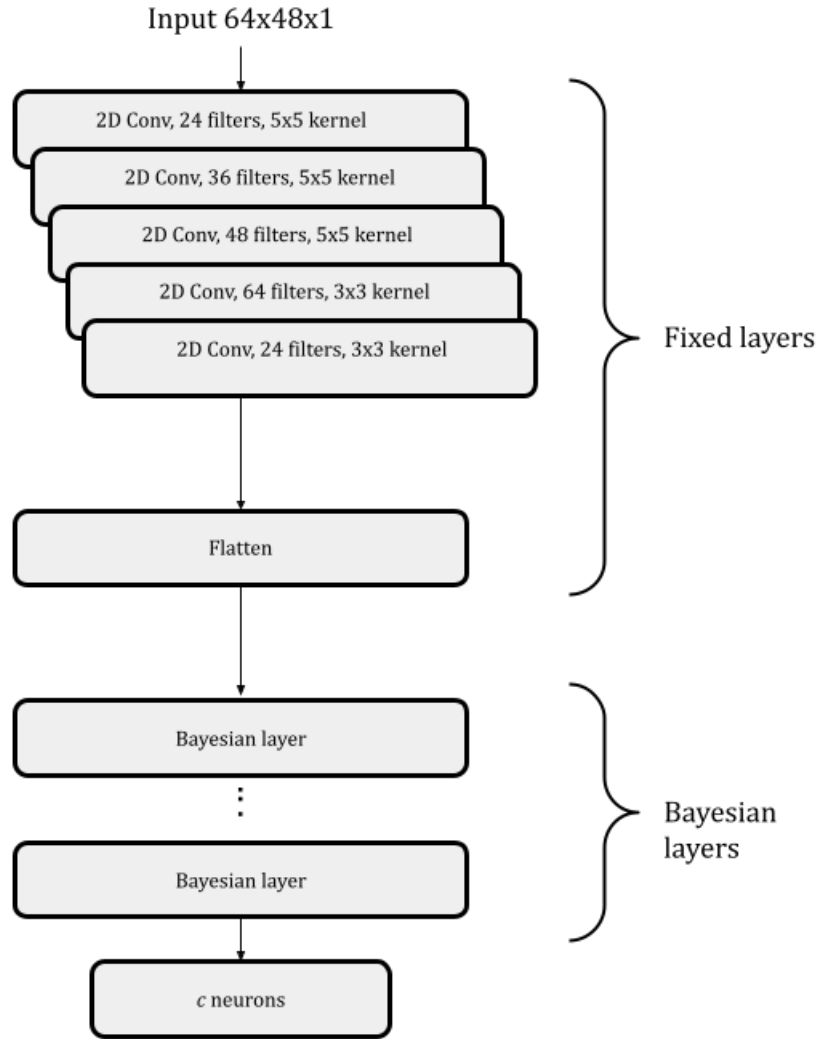 Input 64x48x1
2D Conv, 24 filters, 5x5 kernel
2D Conv, 36 filters, 5x5 kernel
2D Conv, 48 filters, 5x5 kernel
2D Conv, 64 filters, 3x3 kernel
2D Conv, 24 filters, 3x3 kernel
Fixed layers
Flatten
Bayesian layer
⋮
Bayesian
layers
Bayesian layer
c neurons